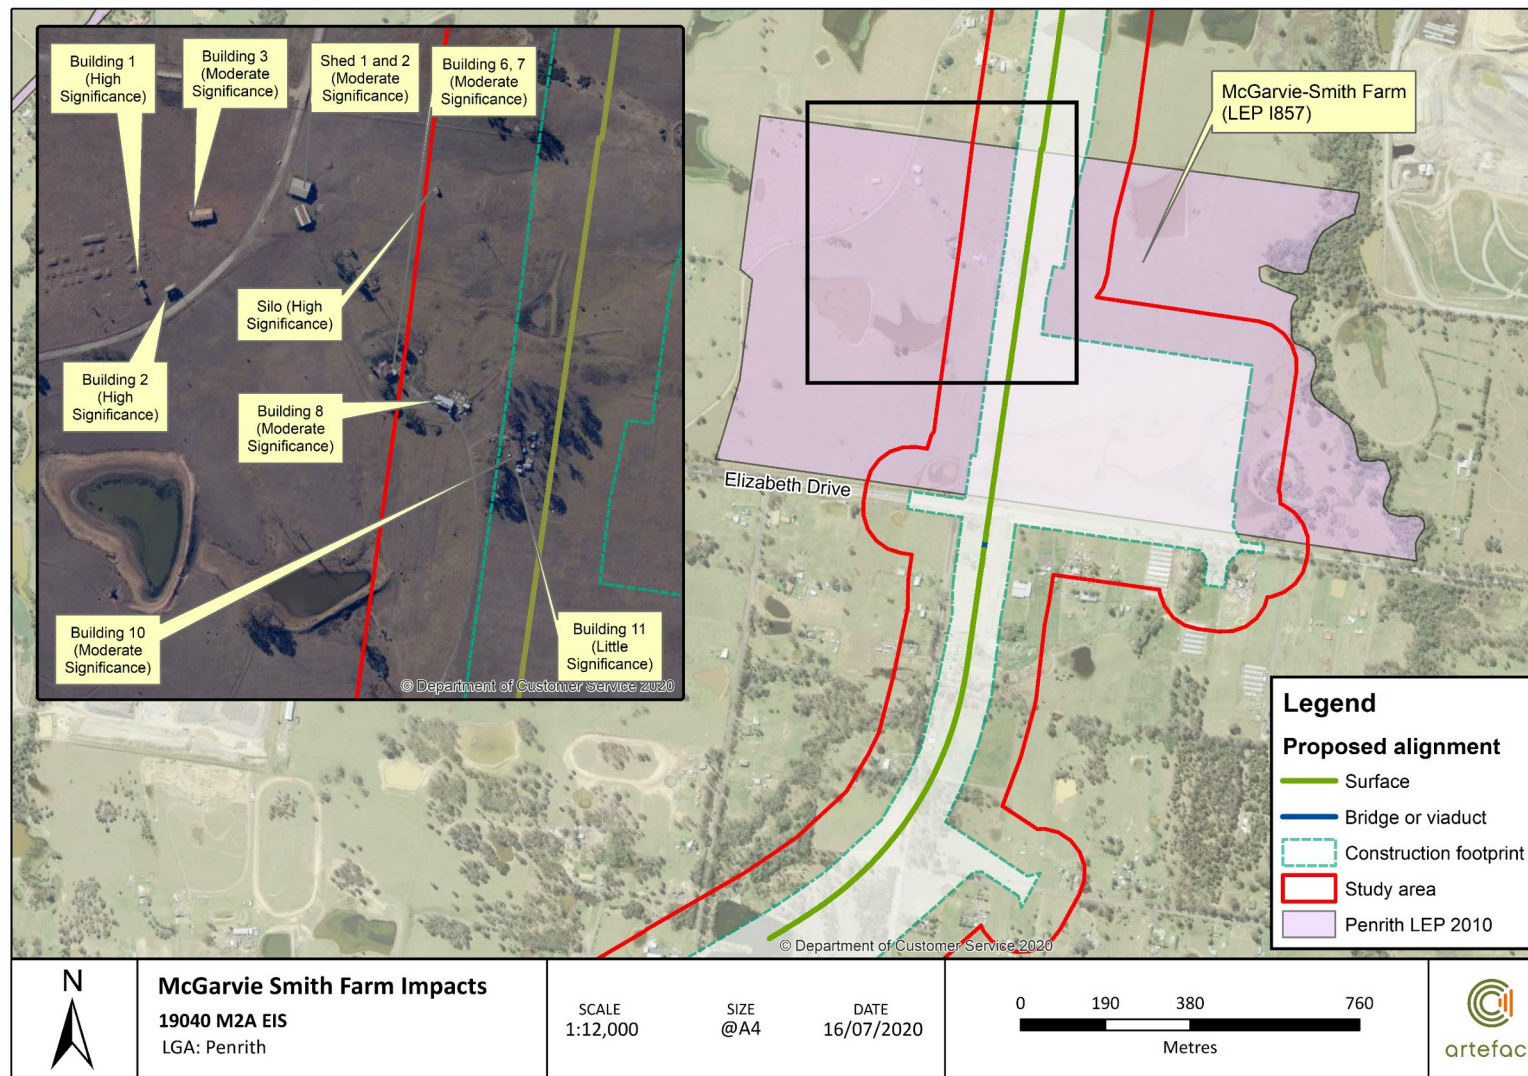 Building 1
(High
Significance)
Building 3
(Moderate
Significance)
Shed 1 and 2
(Moderate
Significance)
Building 6, 7
(Moderate
Significance)
Silo (High
Significance)
Building 2
(High
Significance)
Building 8
(Moderate
Significance)
Building 10
(Moderate
Significance)
Building 11
(Little
Significance)
© Department of Customer Service 2020
McGarvie-Smith Farm
(LEP I857)
Elizabeth Drive
© Department of Customer Service 2020
Legend
Proposed alignment
Surface
Bridge or viaduct
Construction footprint
Study area
Penrith LEP 2010
N
McGarvie Smith Farm Impacts
19040 M2A EIS
LGA: Penrith
SCALE
1:12,000
SIZE
@A4
DATE
16/07/2020
0 190 380 760
Metres
artefac